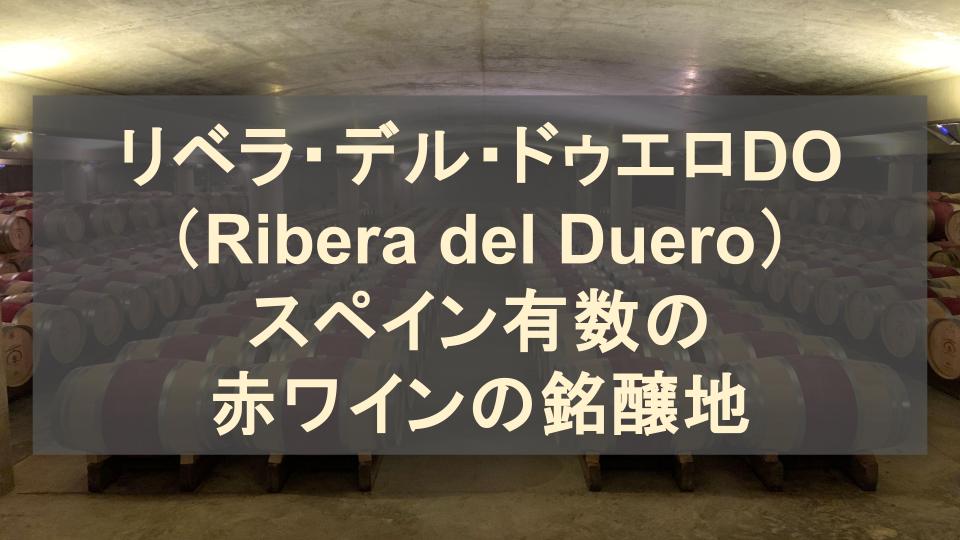 リベラ・デル・ドゥエロDO
（Ribera del Duero）
スペイン有数の
赤ワインの銘醸地